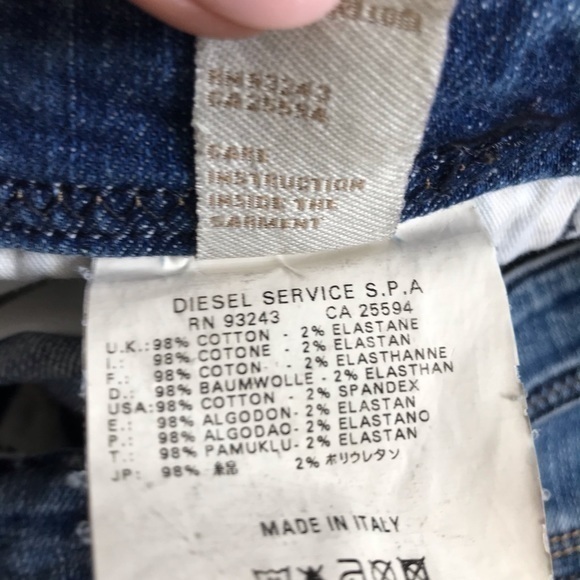 RN 93243
CA 25594
CARE
INSTRUCTION
INSIDE THE
GARMENT
DIESEL SERVICE S.P.A
RN 93243 CA 25594
U.K.: 98% COTTON - 2% ELASTANE
I.: 98% COTONE - 2% ELASTAN
F.: 98% COTON - 2% ELASTHANNE
D.: 98% BAUMWOLLE - 2% ELASTHAN
USA: 98% COTTON - 2% SPANDEX
E.: 98% ALGODON - 2% ELASTAN
P.: 98% ALGODAO - 2% ELASTANO
T.: 98% PAMUKLU - 2% ELASTAN
JP: 98% 2% ポリウレタン
MADE IN ITALY